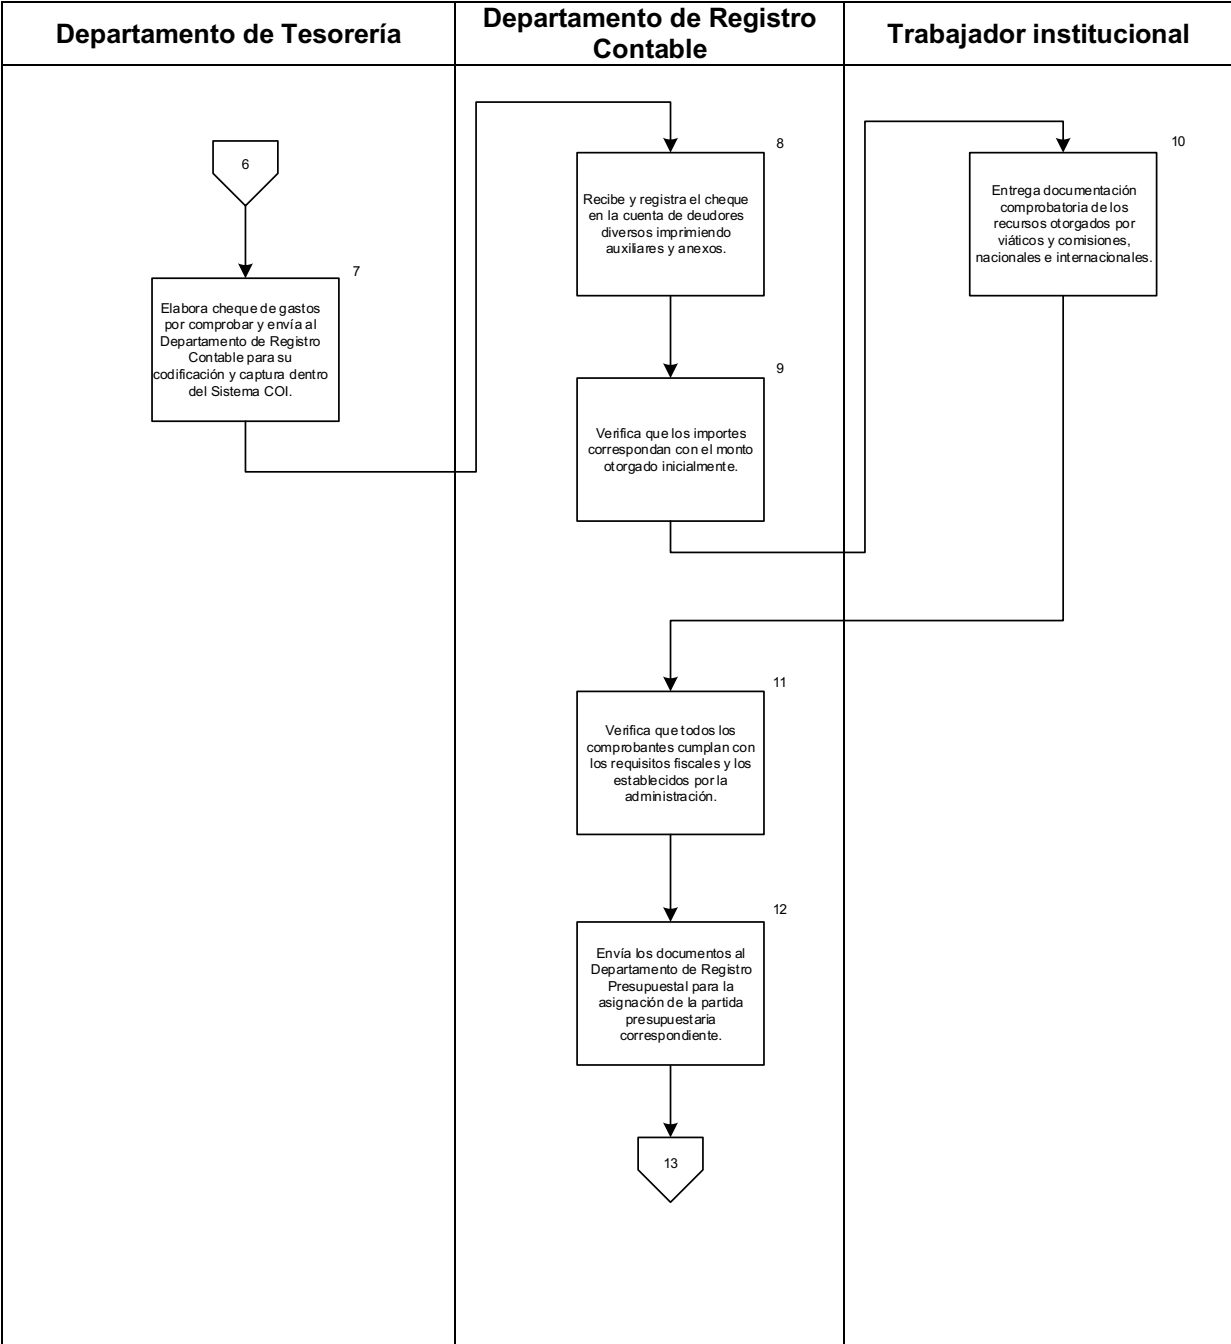 Departamento de Tesorería
Departamento de Registro
Contable
Trabajador institucional
6
7
Elabora cheque de gastos
por comprobar y envía al
Departamento de Registro
Contable para su
codificación y captura dentro
del Sistema COI.
8
Recibe y registra el cheque
en la cuenta de deudores
diversos imprimiendo
auxiliares y anexos.
9
Verifica que los importes
correspondan con el monto
otorgado inicialmente.
10
Entrega documentación
comprobatoria de los
recursos otorgados por
viáticos y comisiones,
nacionales e internacionales.
11
Verifica que todos los
comprobantes cumplan con
los requisitos fiscales y los
establecidos por la
administración.
12
Envía los documentos al
Departamento de Registro
Presupuestal para la
asignación de la partida
presupuestaria
correspondiente.
13